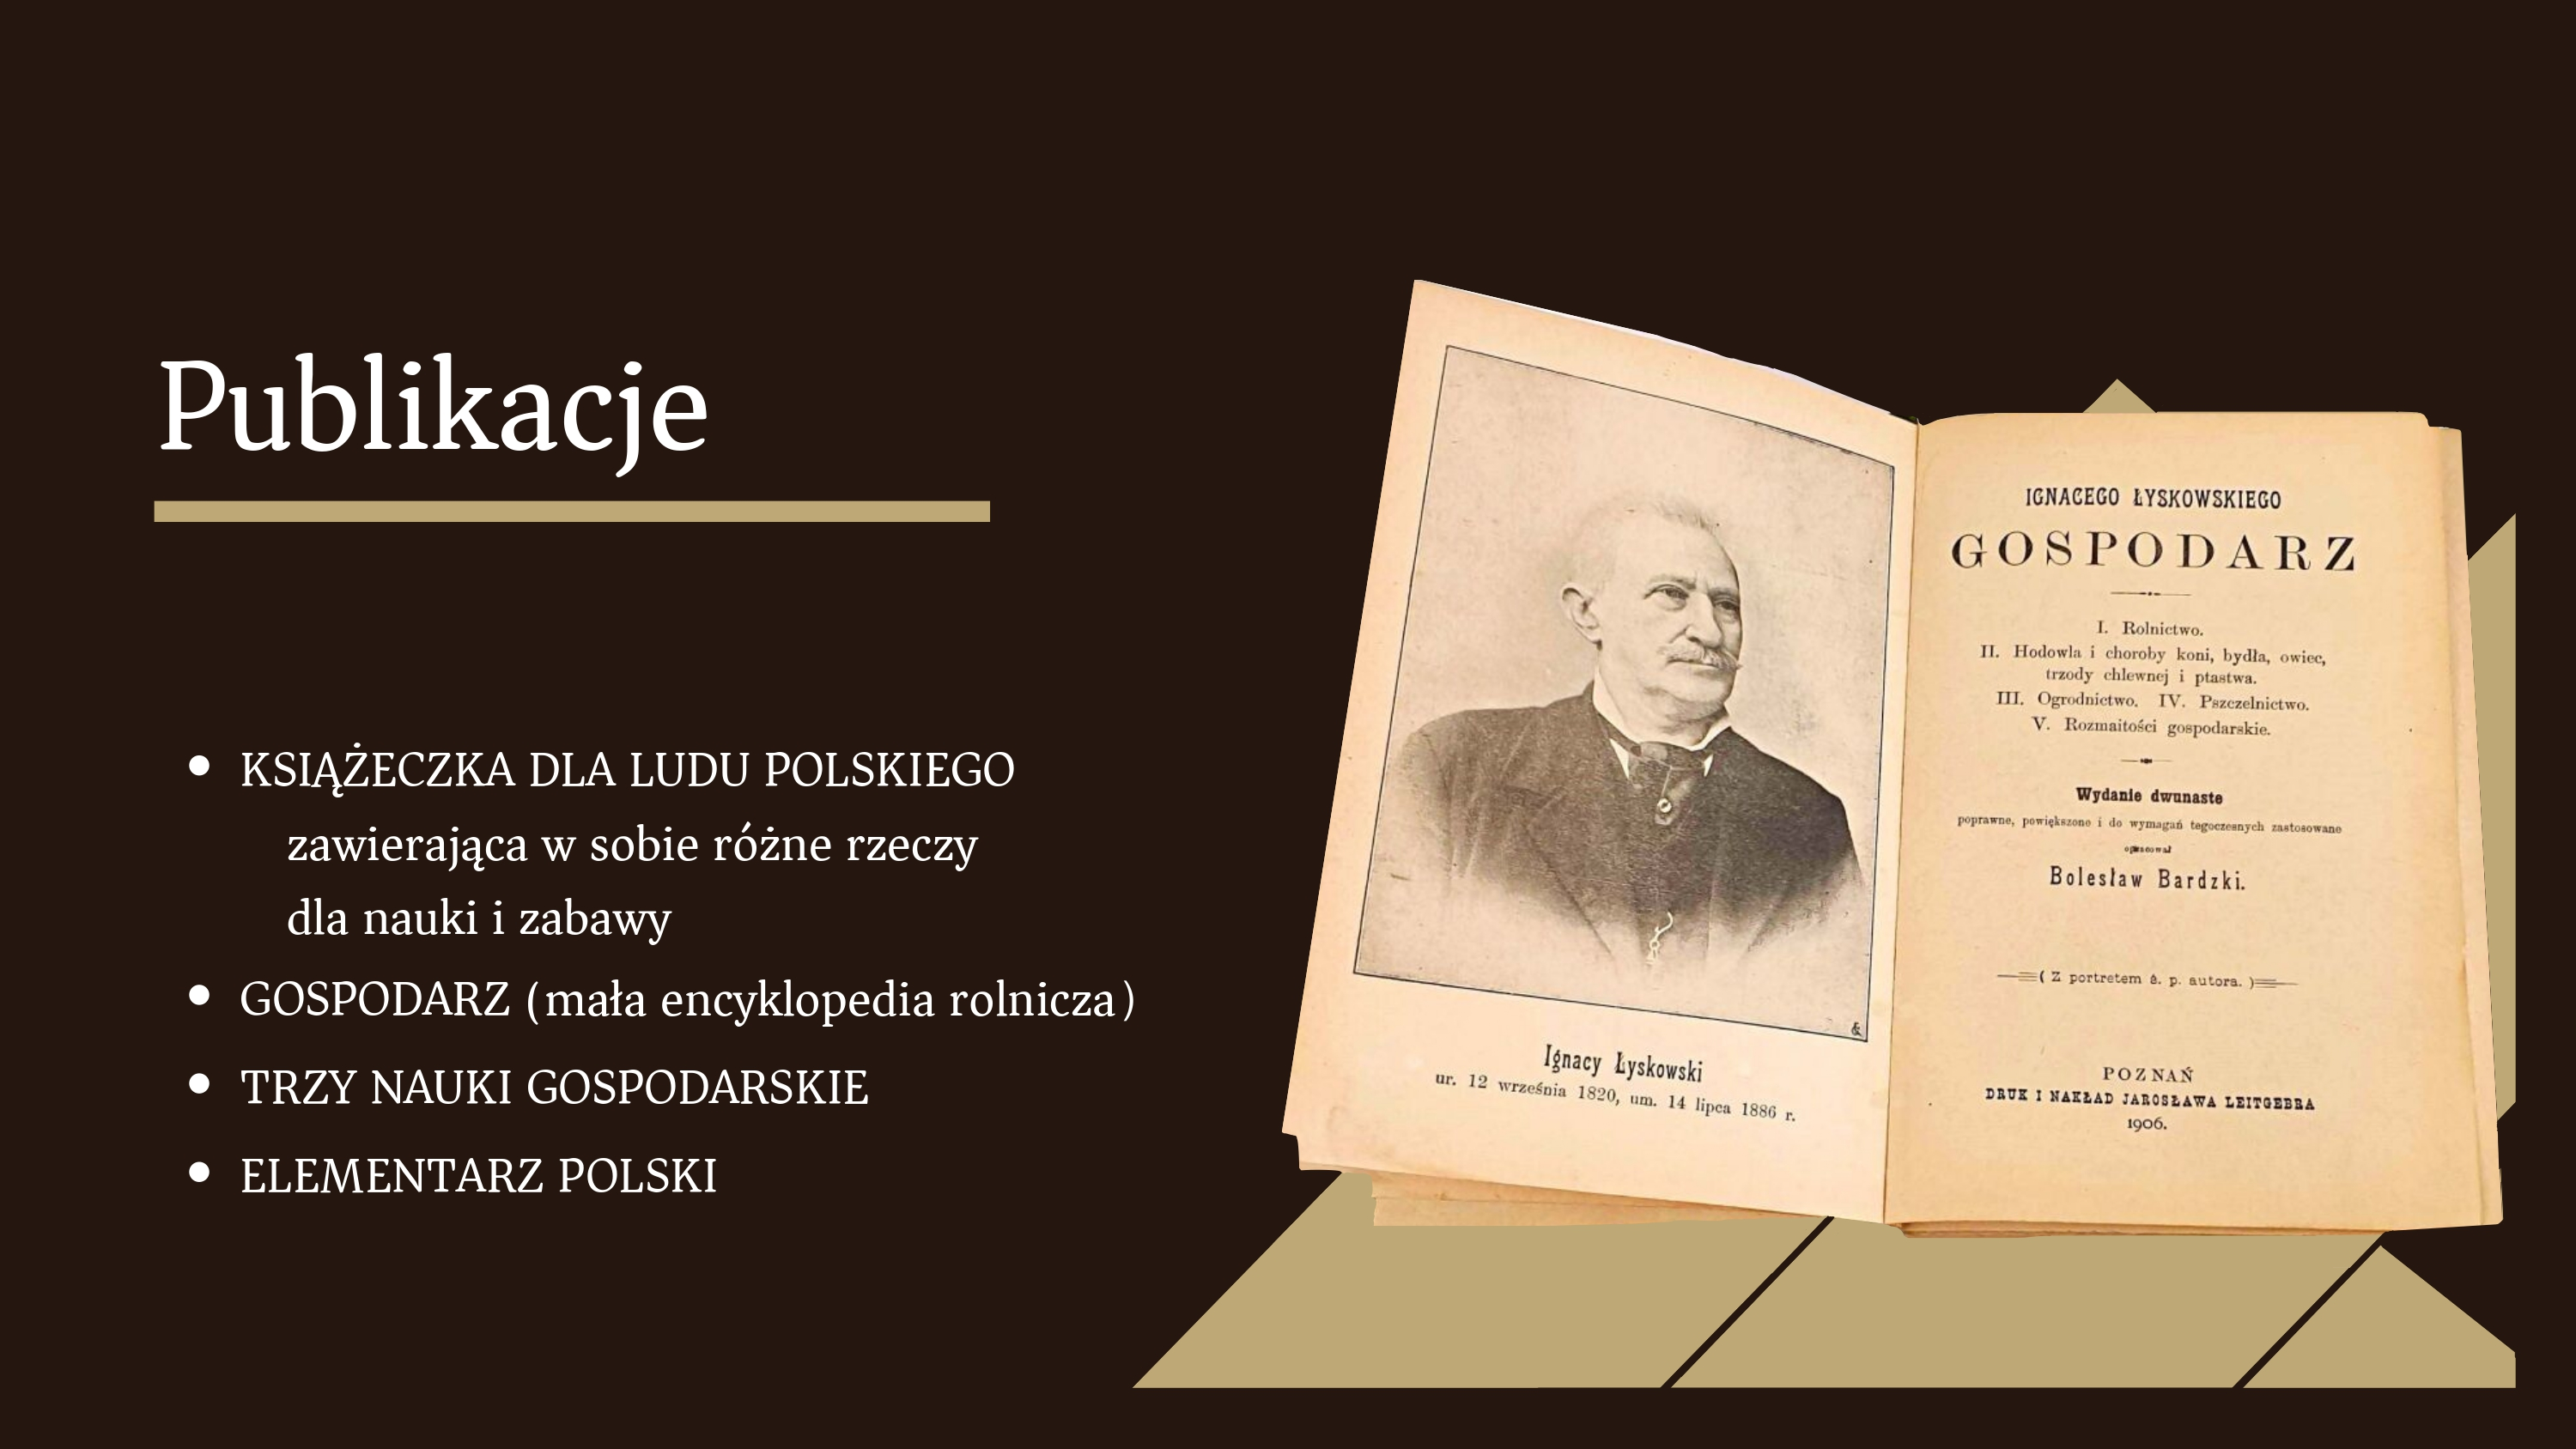 Publikacje
KSIĄŻECZKA DLA LUDU POLSKIEGO
zawierająca w sobie różne rzeczy
dla nauki i zabawy
GOSPODARZ (mała encyklopedia rolnicza)
TRZY NAUKI GOSPODARSKIE
ELEMENTARZ POLSKI
Ignacy Łyskowski
ur. 12 września 1820, um. 14 lipca 1886 r.
IGNACEGO ŁYSKOWSKIEGO
GOSPODARZ
I. Rolnictwo.
II. Hodowla i choroby koni, bydła, owiec,
trzody chlewnej i ptastwa.
III. Ogrodnictwo. IV. Pszczelnictwo.
V. Rozmaitości gospodarskie.
Wydanie dwunaste
poprawne, powiększone i do wymagań tegoczesnych zastosowane
opracował
Bolesław Bardzki.
( Z portretem ś. p. autora. )
POZNAŃ
DRUK I NAKŁAD JAROSŁAWA LEITGEBRA
1906.